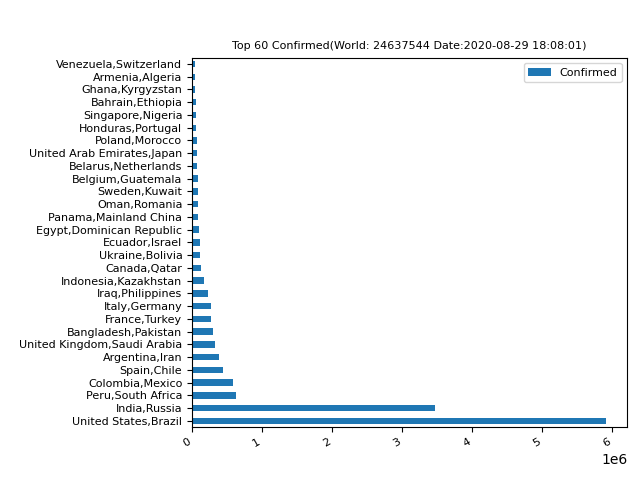 Top 60 Confirmed(World: 24637544 Date:2020-08-29 18:08:01)
Confirmed
Venezuela,Switzerland
Armenia,Algeria
Ghana,Kyrgyzstan
Bahrain,Ethiopia
Singapore,Nigeria
Honduras,Portugal
Poland,Morocco
United Arab Emirates,Japan
Belarus,Netherlands
Belgium,Guatemala
Sweden,Kuwait
Oman,Romania
Panama,Mainland China
Egypt,Dominican Republic
Ecuador,Israel
Ukraine,Bolivia
Canada,Qatar
Indonesia,Kazakhstan
Iraq,Philippines
Italy,Germany
France,Turkey
Bangladesh,Pakistan
United Kingdom,Saudi Arabia
Argentina,Iran
Spain,Chile
Colombia,Mexico
Peru,South Africa
India,Russia
United States,Brazil
0 1 2 3 4 5 6
1e6